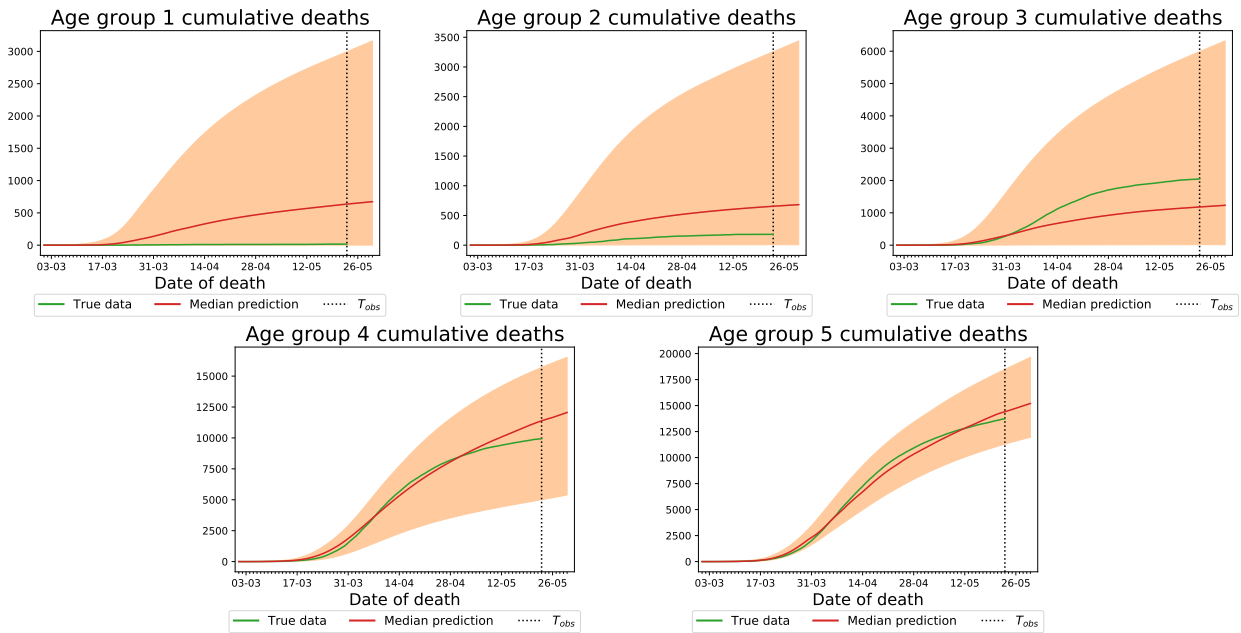 Age group 1 cumulative deaths
3000
2500
2000
1500
1000
500
0
03-03 17-03 31-03 14-04 28-04 12-05 26-05
Date of death
True data Median prediction T_obs
Age group 2 cumulative deaths
3500
3000
2500
2000
1500
1000
500
0
03-03 17-03 31-03 14-04 28-04 12-05 26-05
Date of death
True data Median prediction T_obs
Age group 3 cumulative deaths
6000
5000
4000
3000
2000
1000
0
03-03 17-03 31-03 14-04 28-04 12-05 26-05
Date of death
True data Median prediction T_obs
Age group 4 cumulative deaths
15000
12500
10000
7500
5000
2500
0
03-03 17-03 31-03 14-04 28-04 12-05 26-05
Date of death
True data Median prediction T_obs
Age group 5 cumulative deaths
20000
17500
15000
12500
10000
7500
5000
2500
0
03-03 17-03 31-03 14-04 28-04 12-05 26-05
Date of death
True data Median prediction T_obs